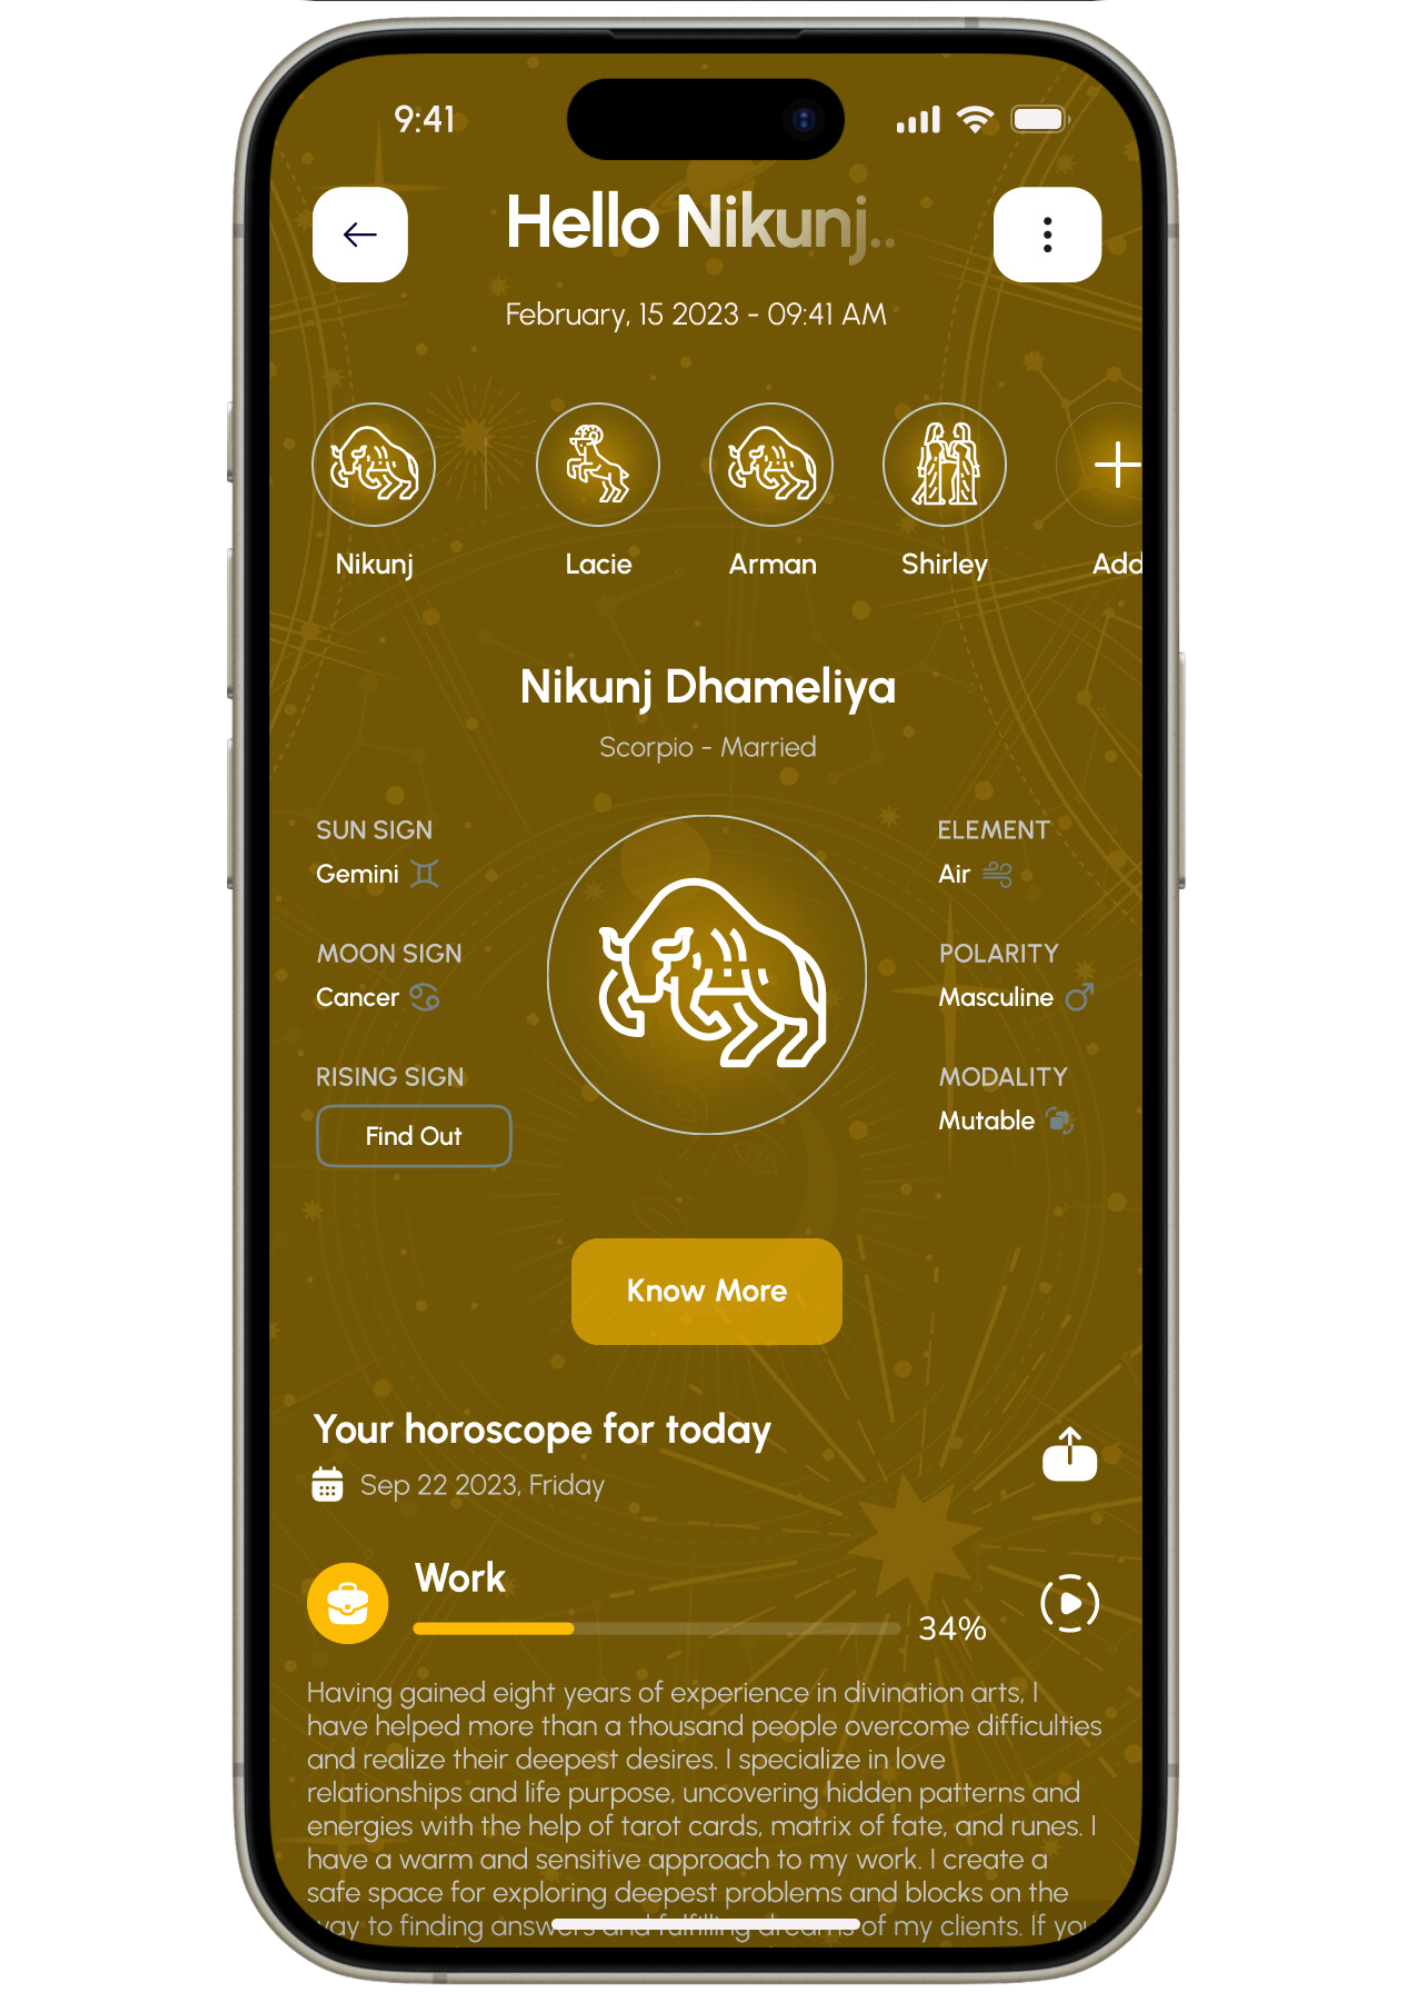 9:41
Hello Nikunj..
February, 15 2023 - 09:41 AM
Nikunj
Lacie
Arman
Shirley
Add
Nikunj Dhameliya
Scorpio - Married
SUN SIGN
Gemini
MOON SIGN
Cancer
RISING SIGN
Find Out
ELEMENT
Air
POLARITY
Masculine
MODALITY
Mutable
Know More
Your horoscope for today
Sep 22 2023, Friday
Work
34%
Having gained eight years of experience in divination arts, I
have helped more than a thousand people overcome difficulties
and realize their deepest desires. I specialize in love
relationships and life purpose, uncovering hidden patterns and
energies with the help of tarot cards, matrix of fate, and runes. I
have a warm and sensitive approach to my work. I create a
safe space for exploring deepest problems and blocks on the
way to finding answers and fulfilling dreams of my clients. If you